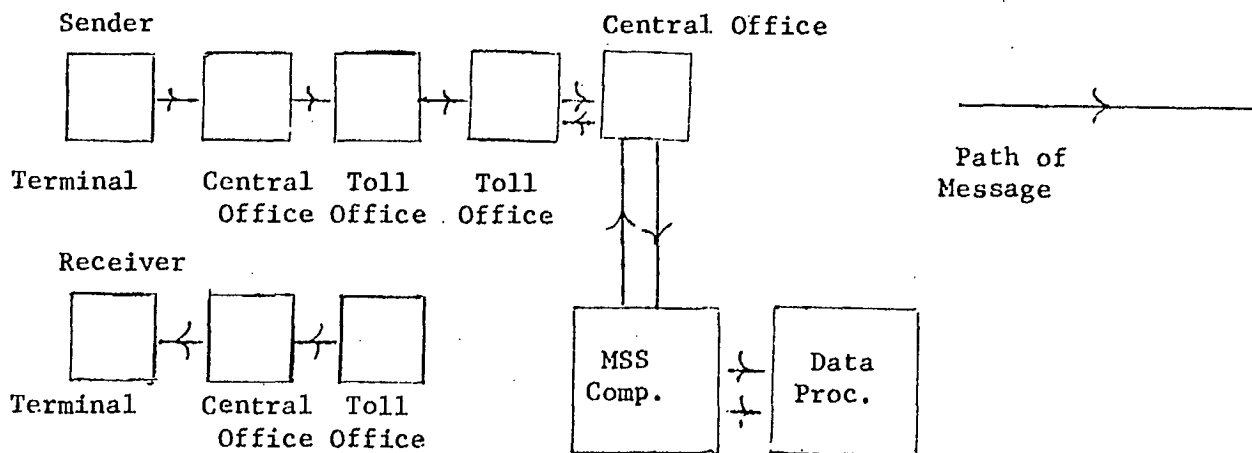 Sender
Central Office
Terminal
Central Office
Toll Office
Toll Office
Path of
Message
Receiver
Terminal
Central Office
Toll Office
MSS
Comp.
Data
Proc.